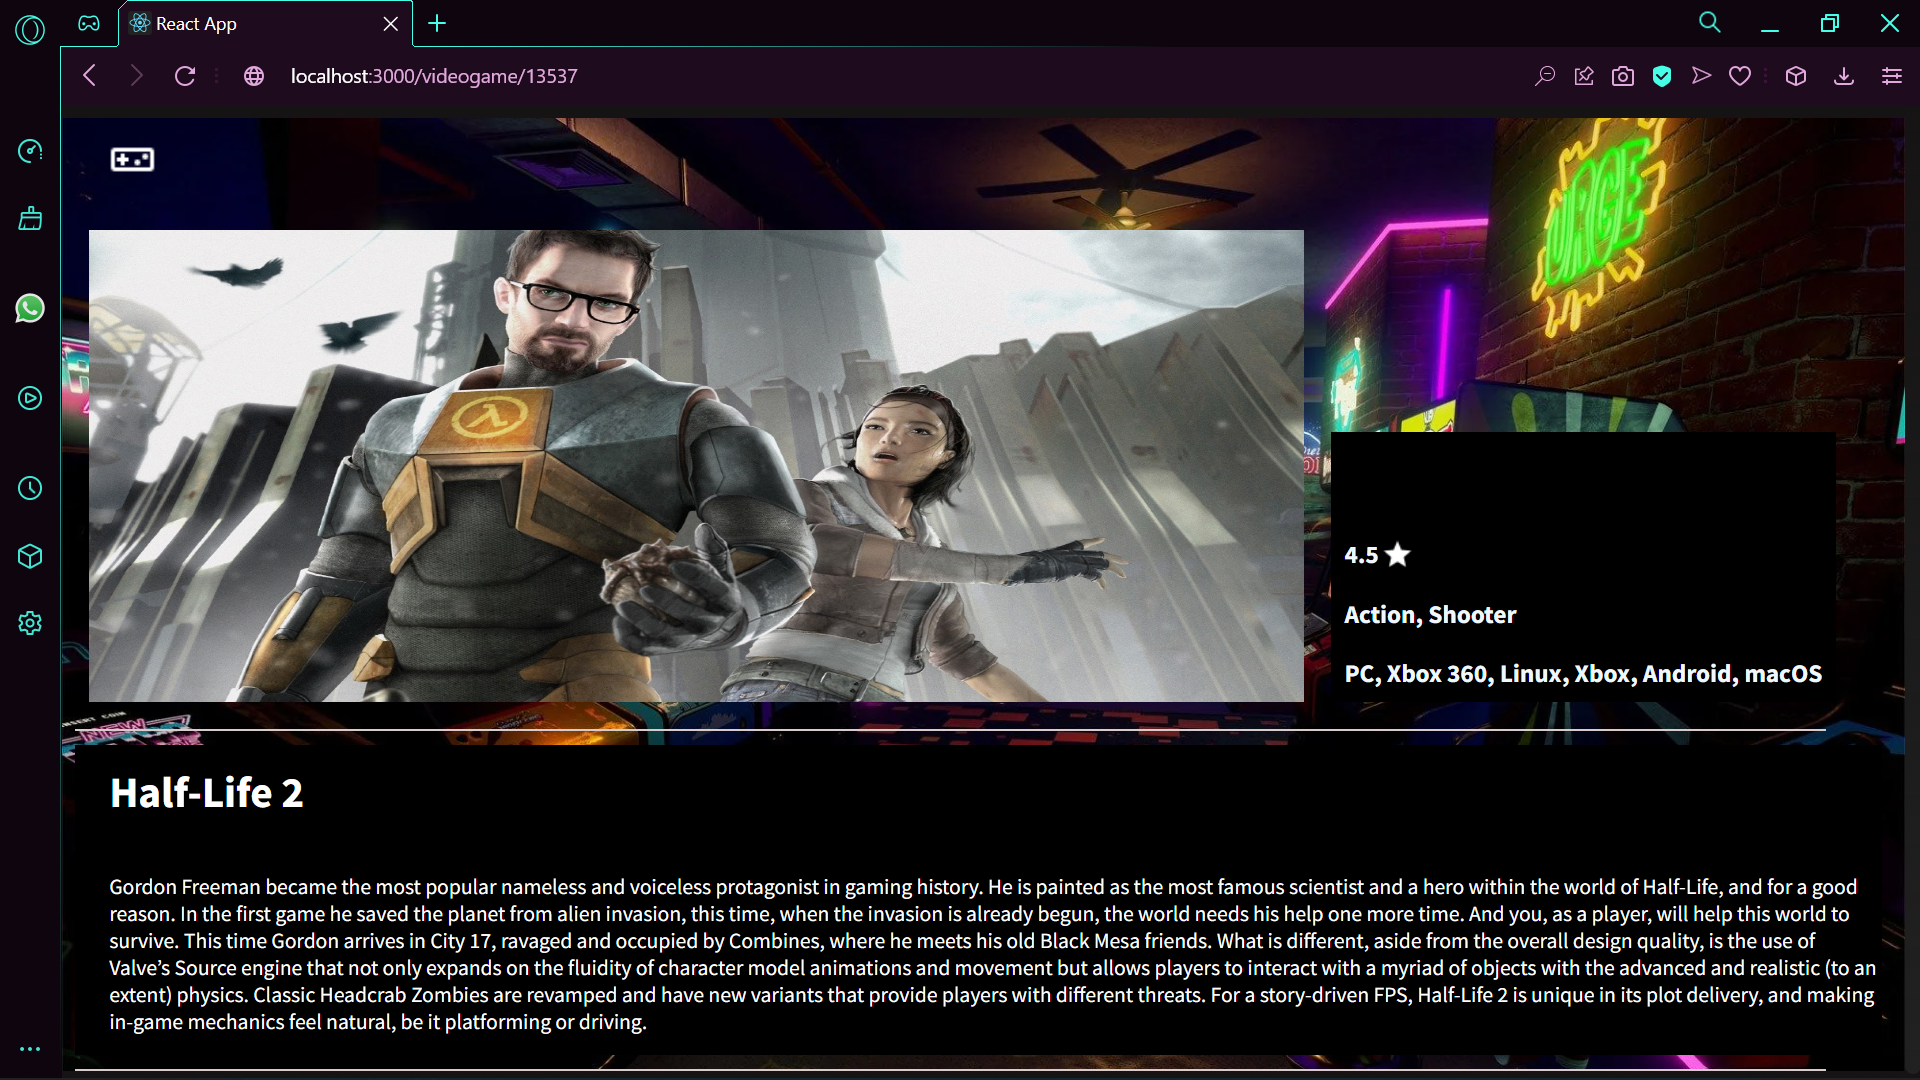 React App
localhost:3000/videogame/13537
4.5
Action, Shooter
PC, Xbox 360, Linux, Xbox, Android, macOS
INSERT COIN
NEW
Half-Life 2
Gordon Freeman became the most popular nameless and voiceless protagonist in gaming history. He is painted as the most famous scientist and a hero within the world of Half-Life, and for a good
reason. In the first game he saved the planet from alien invasion, this time, when the invasion is already begun, the world needs his help one more time. And you, as a player, will help this world to
survive. This time Gordon arrives in City 17, ravaged and occupied by Combines, where he meets his old Black Mesa friends. What is different, aside from the overall design quality, is the use of
Valve’s Source engine that not only expands on the fluidity of character model animations and movement but allows players to interact with a myriad of objects with the advanced and realistic (to an
extent) physics. Classic Headcrab Zombies are revamped and have new variants that provide players with different threats. For a story-driven FPS, Half-Life 2 is unique in its plot delivery, and making
in-game mechanics feel natural, be it platforming or driving.